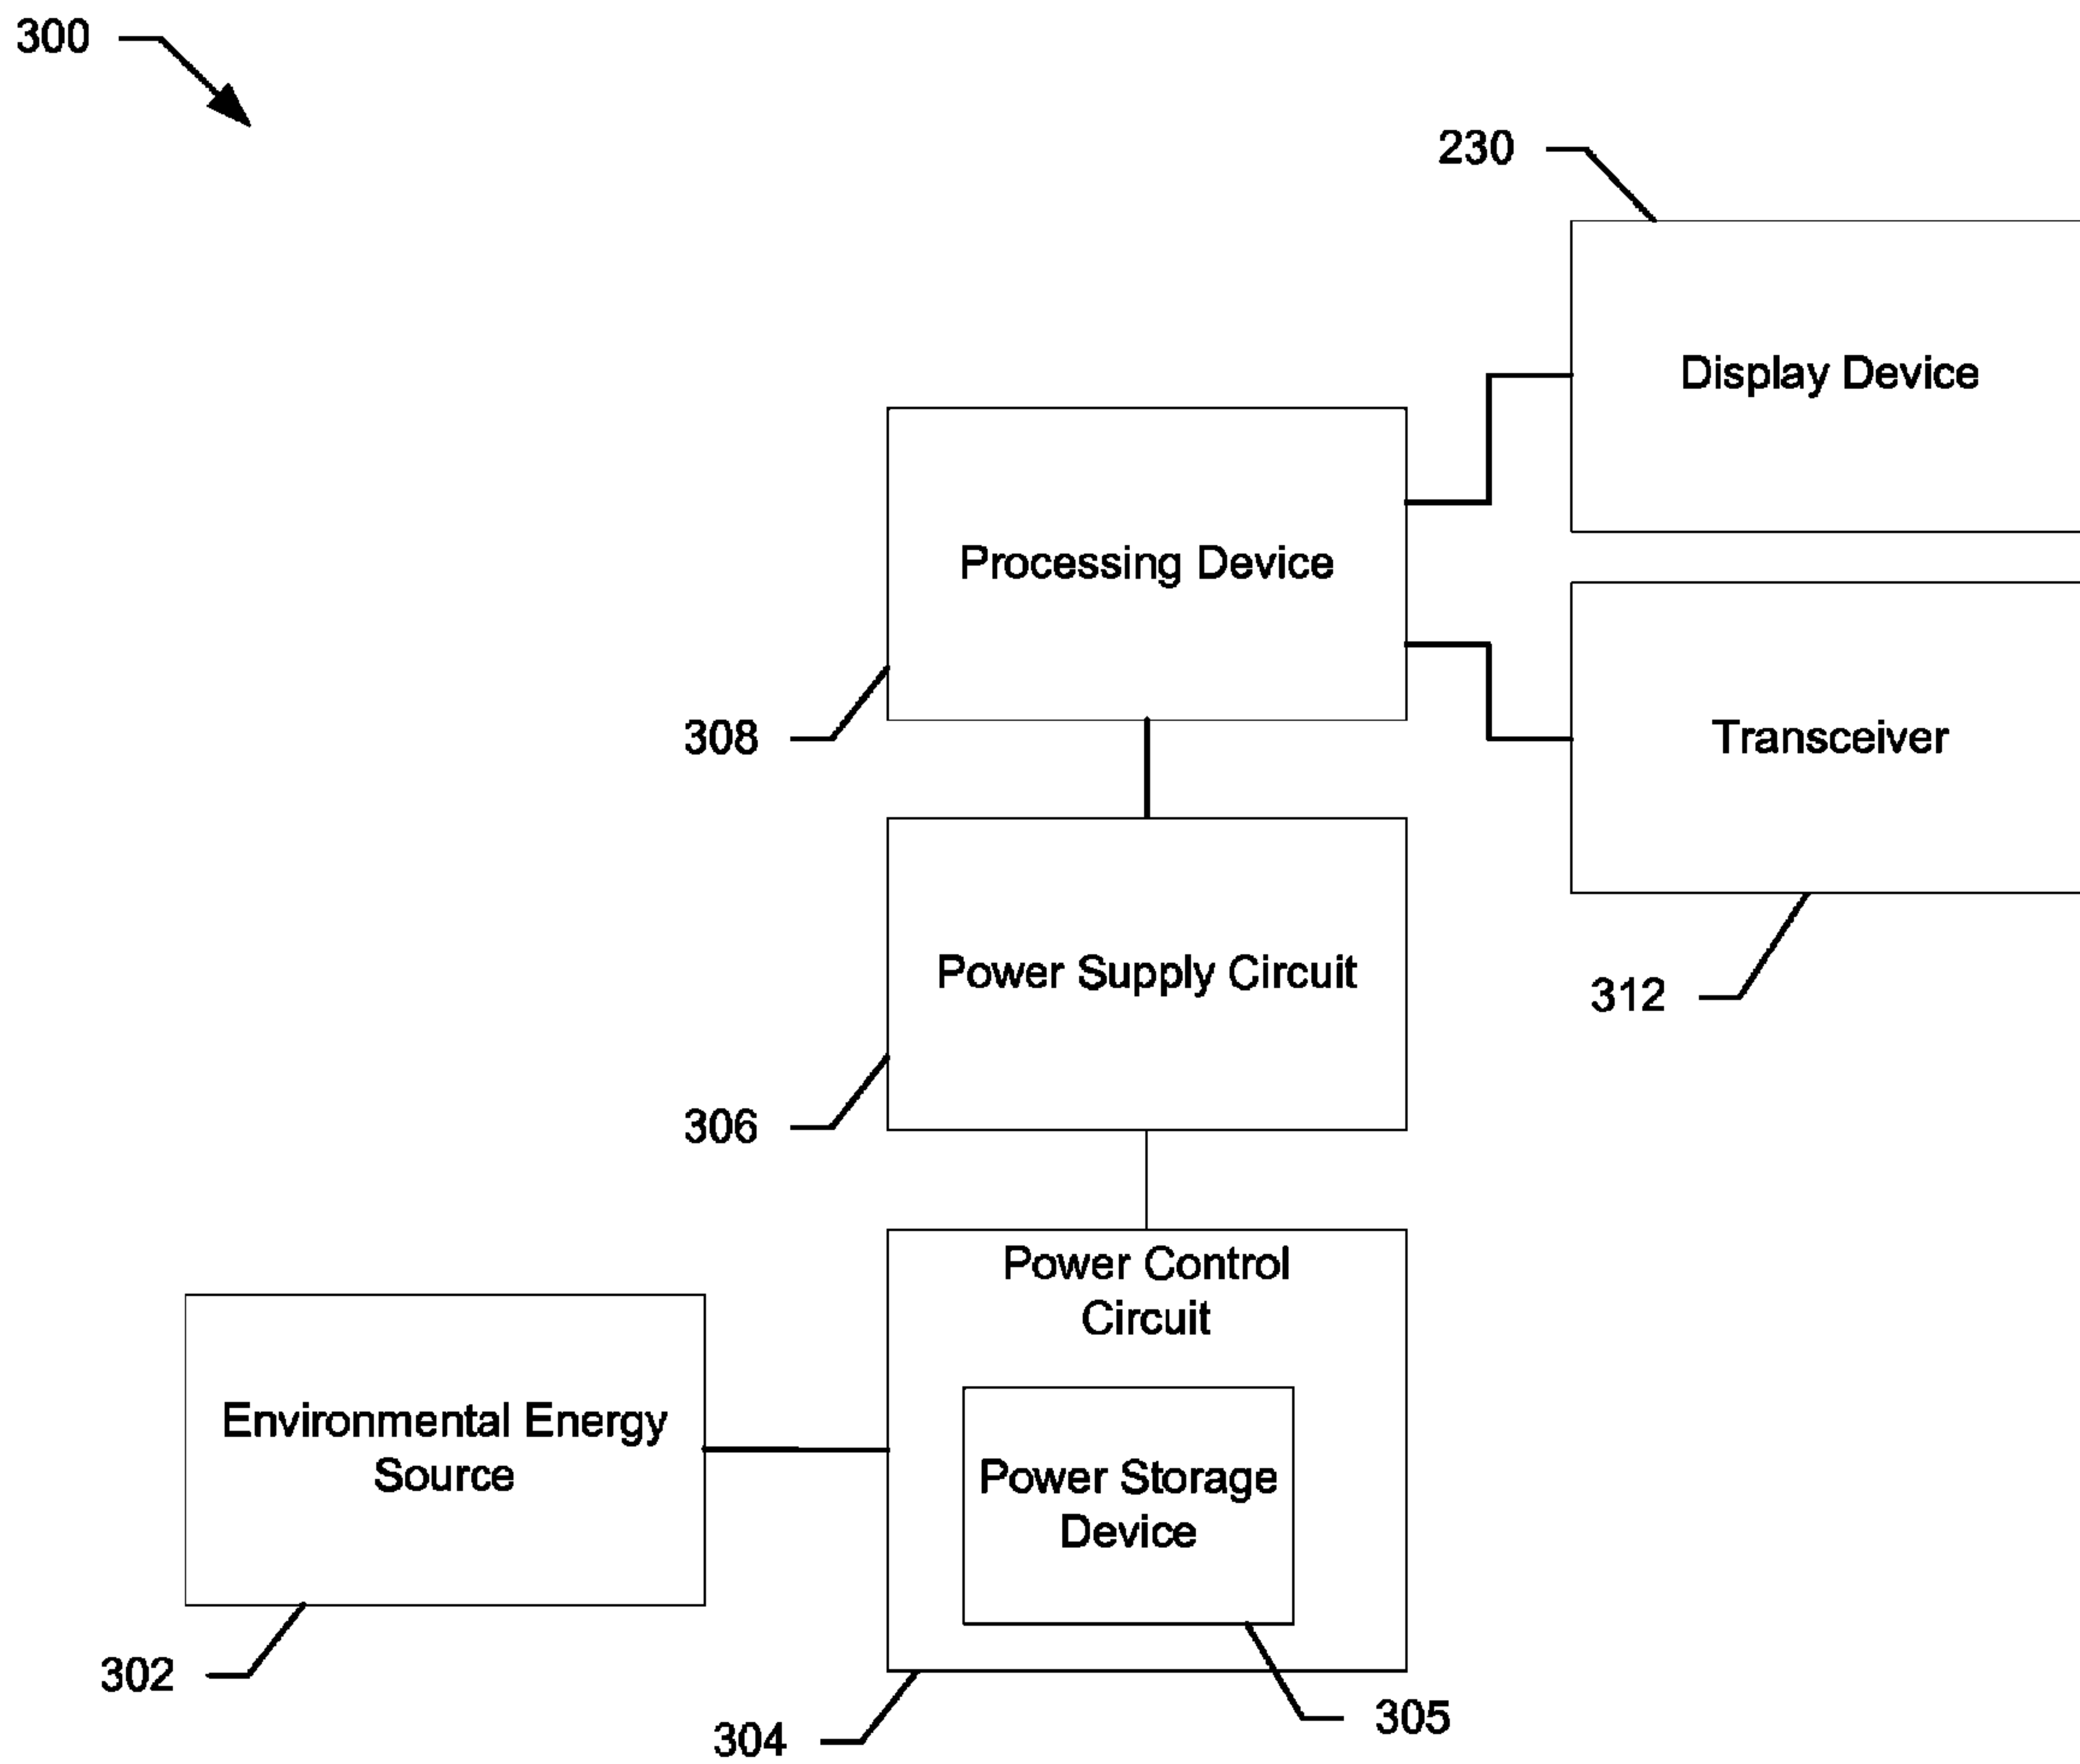 300
230
Display Device
Processing Device
308
Transceiver
312
Power Supply Circuit
306
Power Control
Circuit
Environmental Energy
Source
302
Power Storage
Device
304
305